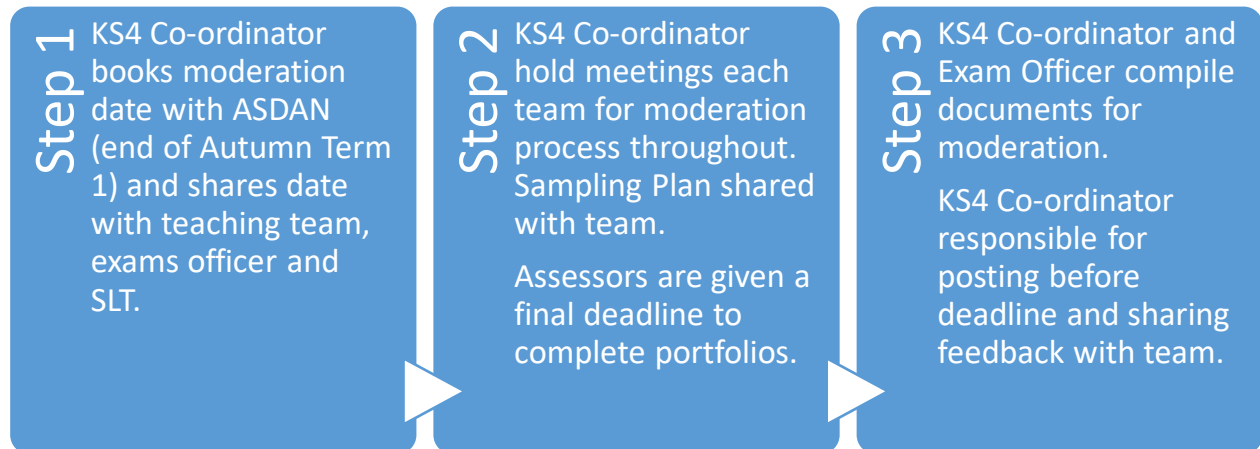 Step 1
KS4 Co-ordinator
books moderation
date with ASDAN
(end of Autumn Term
1) and shares date
with teaching team,
exams officer and
SLT.
Step 2
KS4 Co-ordinator
hold meetings each
team for moderation
process throughout.
Sampling Plan shared
with team.
Assessors are given a
final deadline to
complete portfolios.
Step 3
KS4 Co-ordinator and
Exam Officer compile
documents for
moderation.
KS4 Co-ordinator
responsible for
posting before
deadline and sharing
feedback with team.